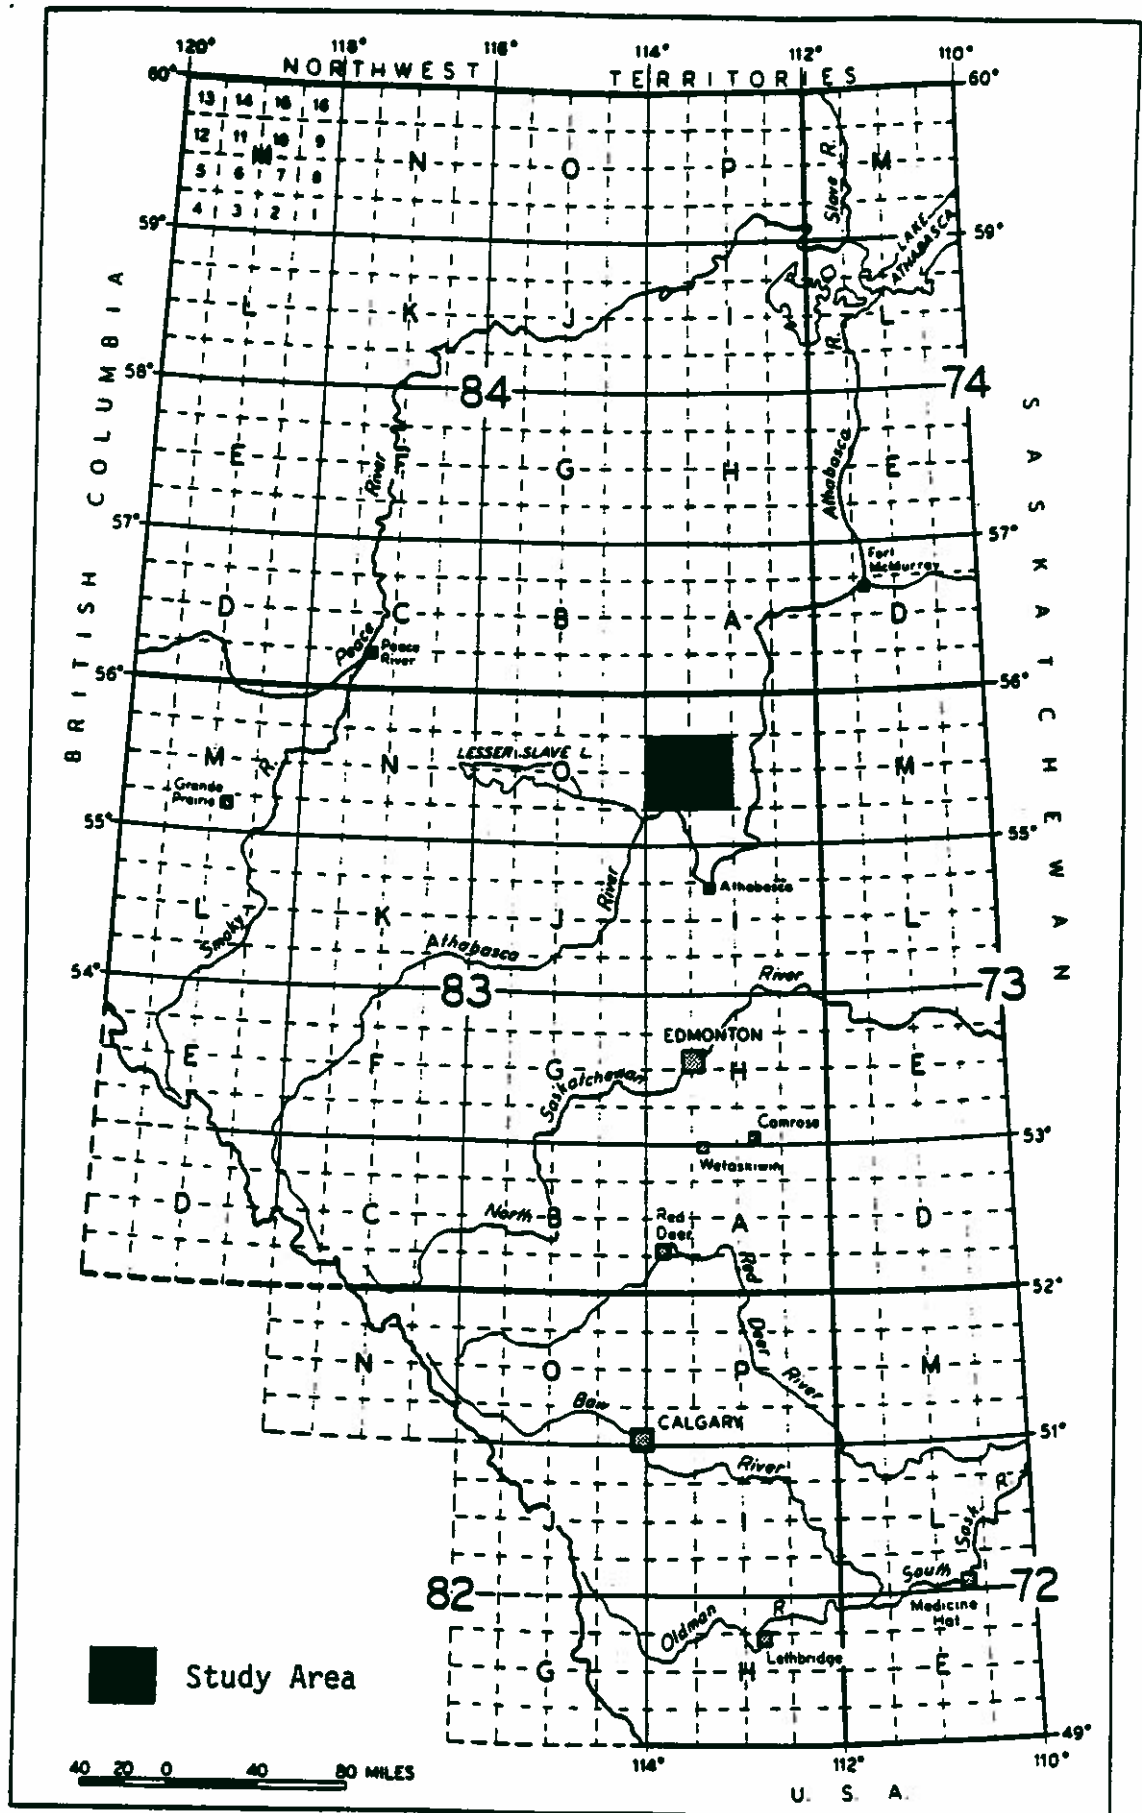 120° 118° 116° 114° 112° 110°
NORTHWEST TERRITORIES
60° 60°
13 14 15 16
12 11 10 9
M N O P M
5 6 7 8
4 3 2 1
Slave R.
59° 59°
LAKE
ATHABASCA
L K J I L
R.
58° 84 74
BRITISH COLUMBIA
SASKATCHEWAN
E G H E
River
Athabasca
57° 57°
Fort
McMurray
D C B A D
Peace
Peace
River
56° 56°
M N O M
LESSER SLAVE L.
R.
Grande
Prairie
55° 55°
Athabasca
River
L K J I L
Smoky
Athabasca
54° 83 River 73
EDMONTON
E F G H E
Saskatchewan
Camrose
53°
Wetaskiwin
D C North B A D
Red
Deer
Red
52°
Deer
N O P M
River
Bow
CALGARY
51°
River
R.
J I L
Sask
South
82 72
Medicine
Hat
Oldman R.
Lethbridge
G H E
Study Area
49°
40 20 0 40 80 MILES
114° 112° 110°
U. S. A.